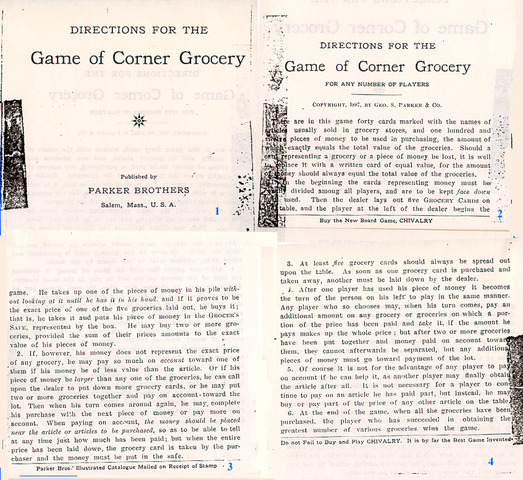 DIRECTIONS FOR THE
Game of Corner Grocery
Published by
PARKER BROTHERS
Salem, Mass., U. S. A.
1
DIRECTIONS FOR THE
Game of Corner Grocery
FOR ANY NUMBER OF PLAYERS
COPYRIGHT, 1887, BY GEO. S. PARKER & CO.
are in this game forty cards marked with the names of
usually sold in grocery stores, and one hundred and
pieces of money to be used in purchasing, the amount of
exactly equals the total value of the groceries. Should a
representing a grocery or a piece of money be lost, it is well
it with a written card of equal value, for the amount
money should always equal the total value of the groceries.
the beginning the cards representing money must be
divided among all players, and are to be kept face down
used. Then the dealer lays out five GROCERY CARDS on
table, and the player at the left of the dealer begins the
Buy the New Board Game, CHIVALRY
2
game. He takes up one of the pieces of money in his pile with-
out looking at it until he has it in his hand, and if it proves to be
the exact price of one of the five groceries laid out, he buys it;
that is, he takes it and puts his piece of money in the GROCER'S
SAFE, represented by the box. He may buy two or more gro-
ceries, provided the sum of their prices amounts to the exact
value of his pieces of money.
2. If, however, his money does not represent the exact price
of any grocery, he may pay so much on account toward one of
them if his money be of less value than the article. Or if his
piece of money be larger than any one of the groceries, he can call
upon the dealer to put down more grocery cards, or he may put
two or more groceries together and pay on account toward the
lot. Then when his turn comes around again, he may, complete
his purchase with the next piece of money or pay more on
account. When paying on account, the money should be placed
near the article or articles to be purchased, so as to be able to tell
at any time just how much has been paid; but when the entire
price has been laid down, the grocery card is taken by the pur-
chaser and the money must be put in the safe.
Parker Bros.' Illustrated Catalogue Mailed on Receipt of Stamp
3
3. At least five grocery cards should always be spread out
upon the table. As soon as one grocery card is purchased and
taken away, another must be laid down by the dealer.
After one player has used his piece of money it becomes
the turn of the person on his left to play in the same manner.
Any player who so chooses may, when his turn comes, pay an
additional amount on any grocery or groceries on which a por-
tion of the price has been paid and take it, if the amount he
pays makes up the whole price; but after two or more groceries
have been put together and money paid on account toward
them, they cannot afterwards be separated, but any additional
pieces of money must go toward payment of the lot.
5. Of course it is not for the advantage of any player to pay
on account if he can help it, as another player may finally obtain
the article after all. It is not necessary for a player to con-
tinue to pay on an article he has paid part, but instead, he may
buy or pay part of the price of any other article on the table.
6. At the end of the game, when all the groceries have been
purchased, the player who has succeeded in obtaining the
greatest number of various groceries wins the game.
Do not Fail to Buy and Play CHIVALRY. It is by far the Best Game Invented
4